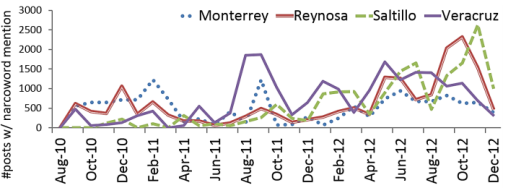 Monterrey Reynosa Saltillo Veracruz
#posts w/ narcoword mention
3000
2500
2000
1500
1000
500
0
Aug-10 Oct-10 Dec-10 Feb-11 Apr-11 Jun-11 Aug-11 Oct-11 Dec-11 Feb-12 Apr-12 Jun-12 Aug-12 Oct-12 Dec-12